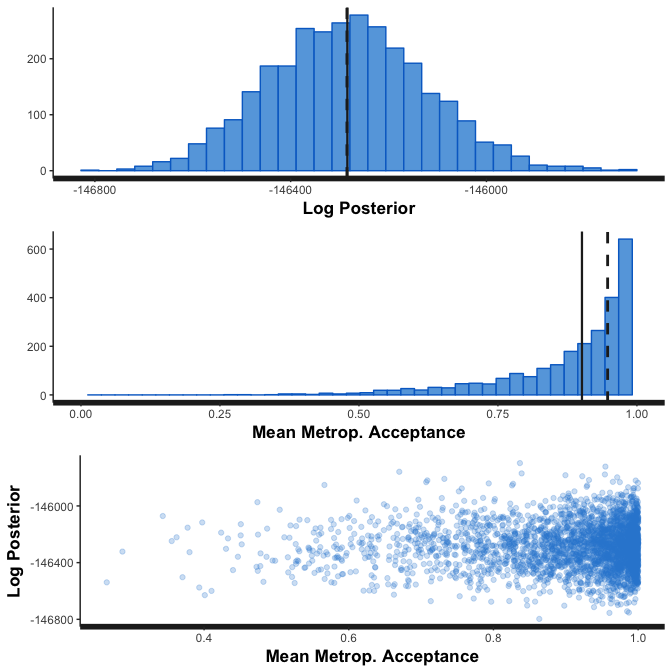 200
100
0
-146800 -146400 -146000
Log Posterior
600
400
200
0
0.00 0.25 0.50 0.75 1.00
Mean Metrop. Acceptance
Log Posterior
-146000
-146400
-146800
0.4 0.6 0.8 1.0
Mean Metrop. Acceptance